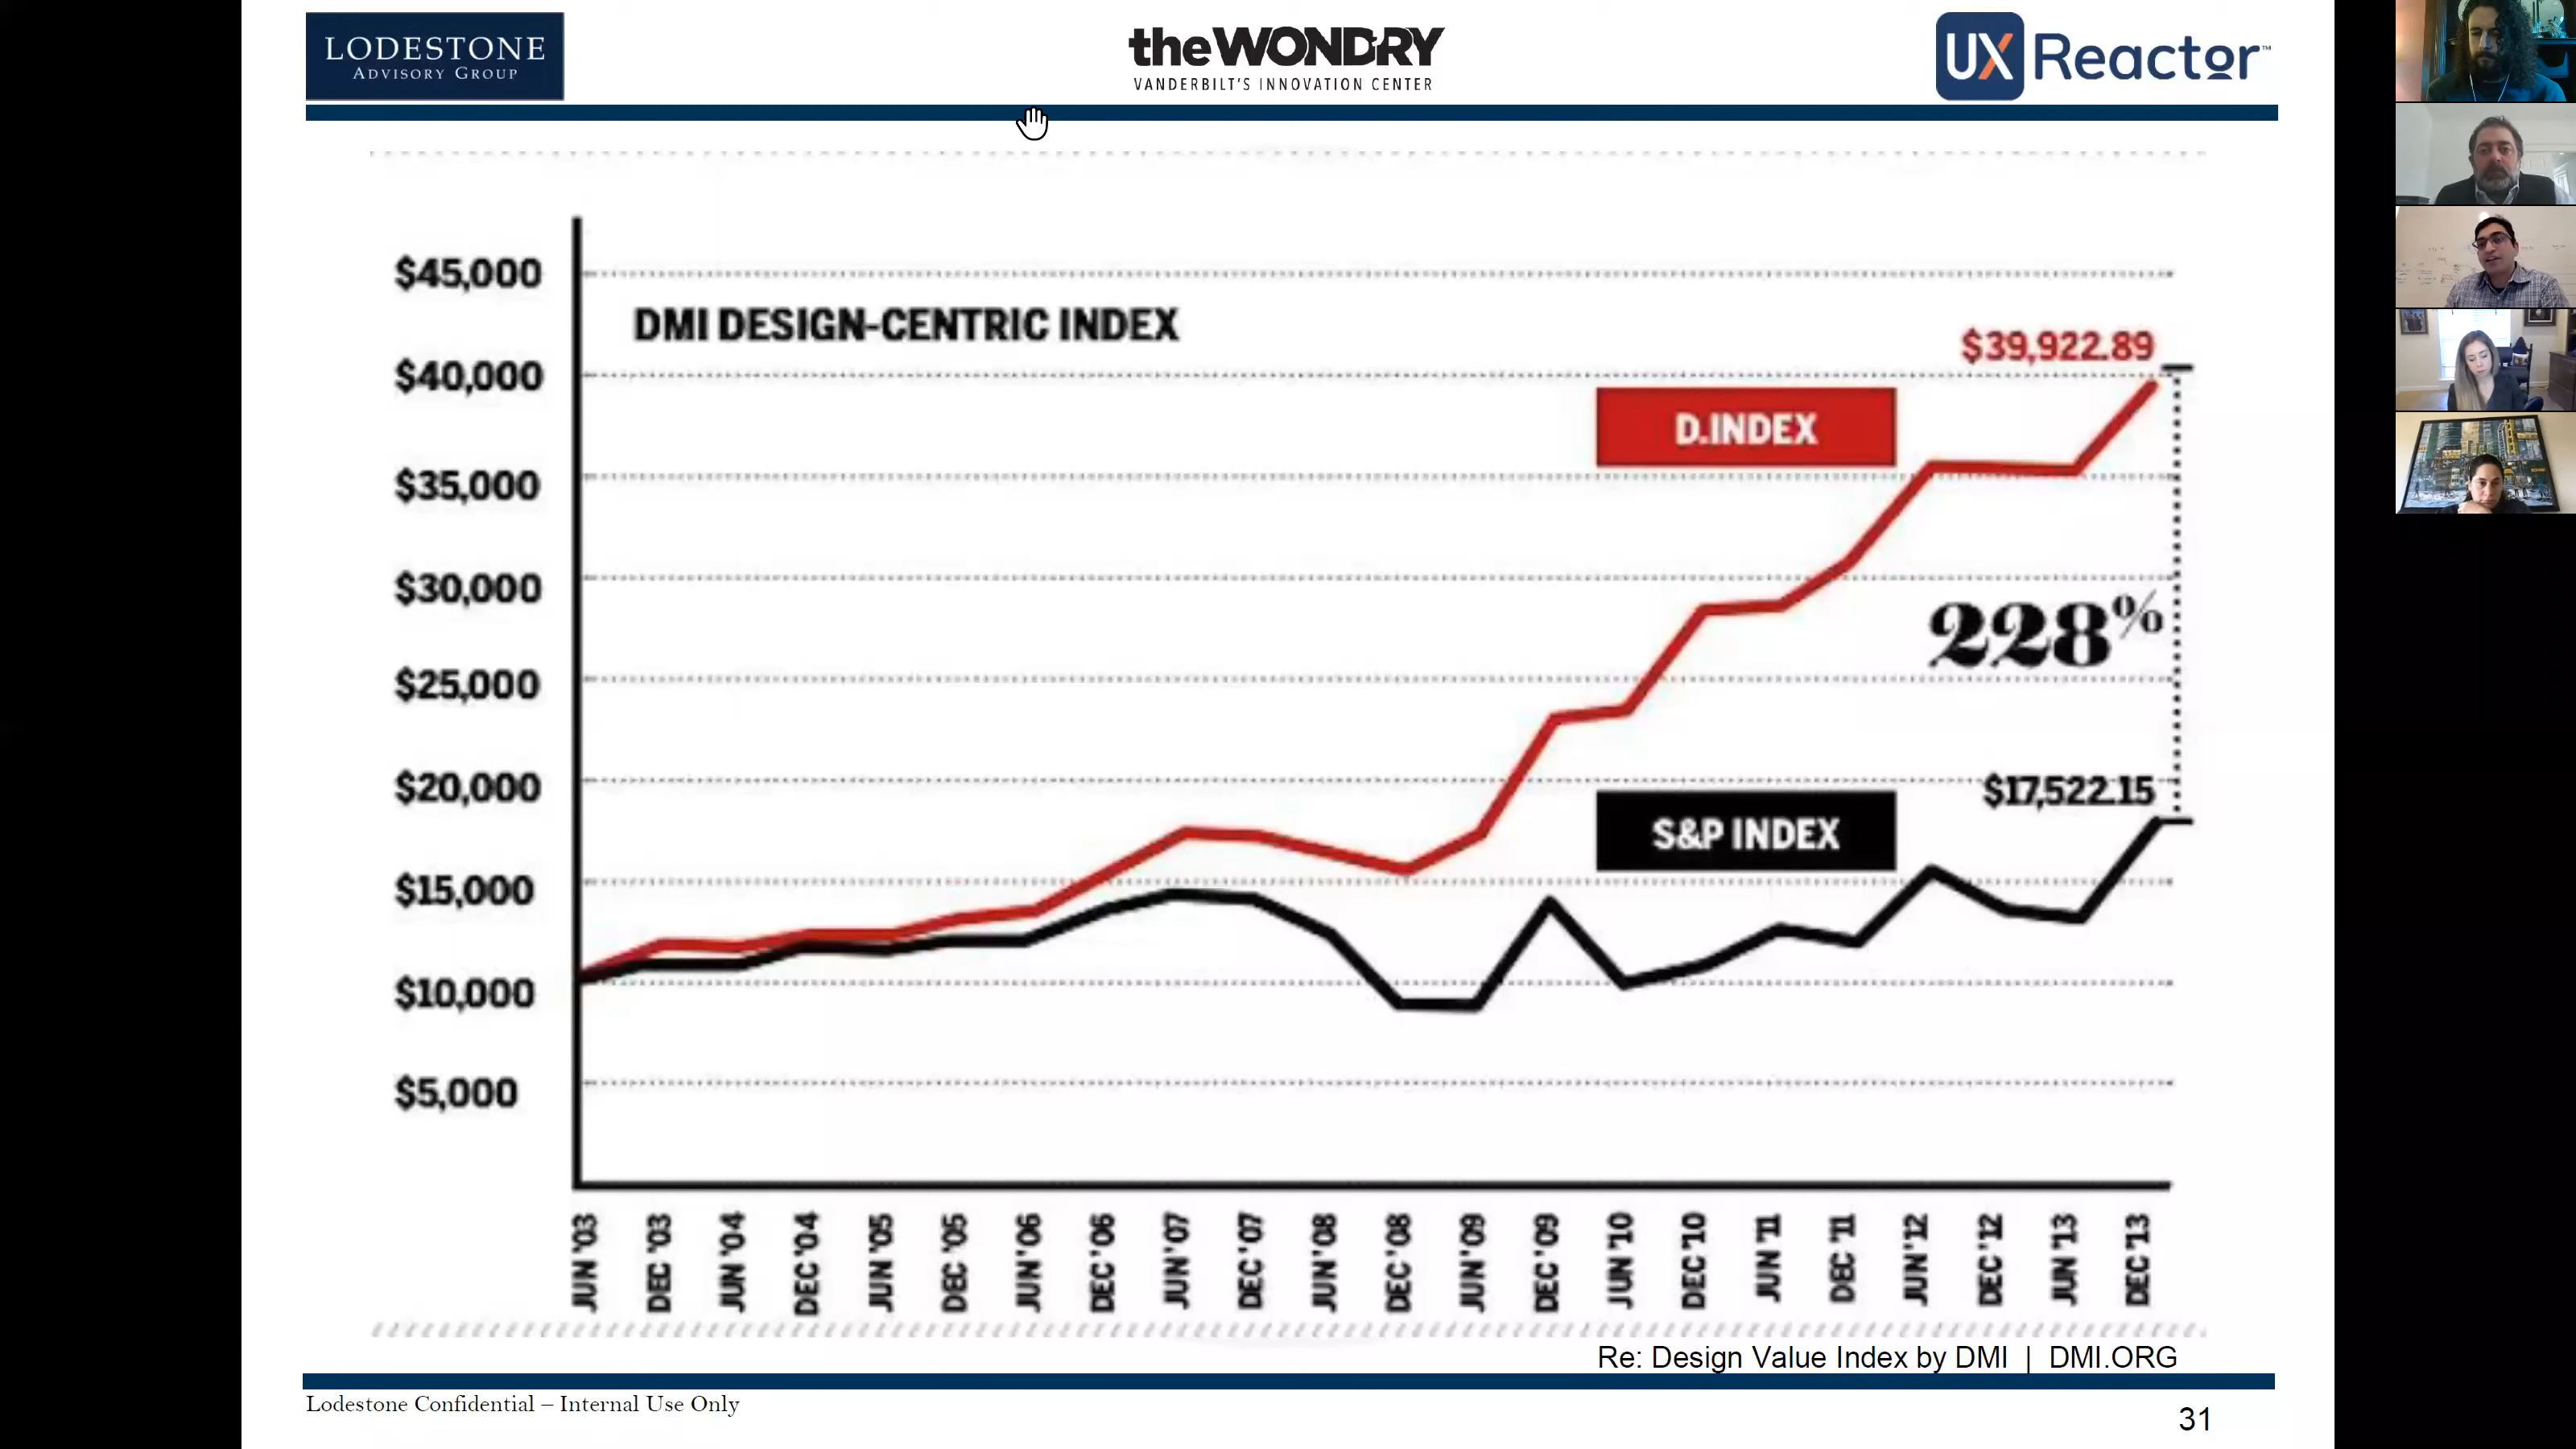 LODESTONE
ADVISORY GROUP
theWONDRY
VANDERBILT'S INNOVATION CENTER
UX Reactor™
$45,000
DMI DESIGN-CENTRIC INDEX
$39,922.89
$40,000
D.INDEX
$35,000
$30,000
228%
$25,000
$20,000
$17,522.15
S&P INDEX
$15,000
$10,000
$5,000
JUN '03 DEC '03 JUN '04 DEC '04 JUN '05 DEC '05 JUN '06 DEC '06 JUN '07 DEC '07 JUN '08 DEC '08 JUN '09 DEC '09 JUN '10 DEC '10 JUN '11 DEC '11 JUN '12 DEC '12 JUN '13 DEC '13
Re: Design Value Index by DMI | DMI.ORG
Lodestone Confidential – Internal Use Only
31